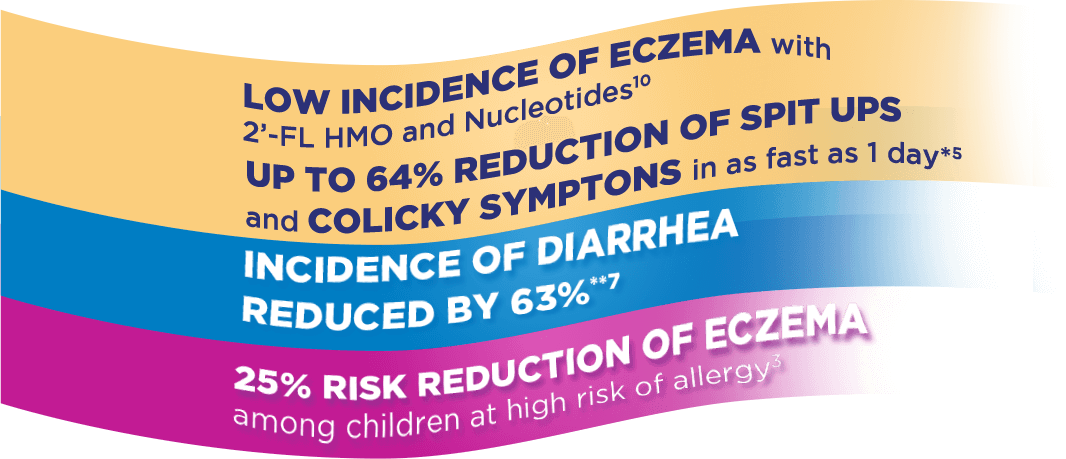 LOW INCIDENCE OF ECZEMA with
2’-FL HMO and Nucleotides10
UP TO 64% REDUCTION OF SPIT UPS
and COLICKY SYMPTONS in as fast as 1 day*5
INCIDENCE OF DIARRHEA
REDUCED BY 63%**7
25% RISK REDUCTION OF ECZEMA
among children at high risk of allergy3